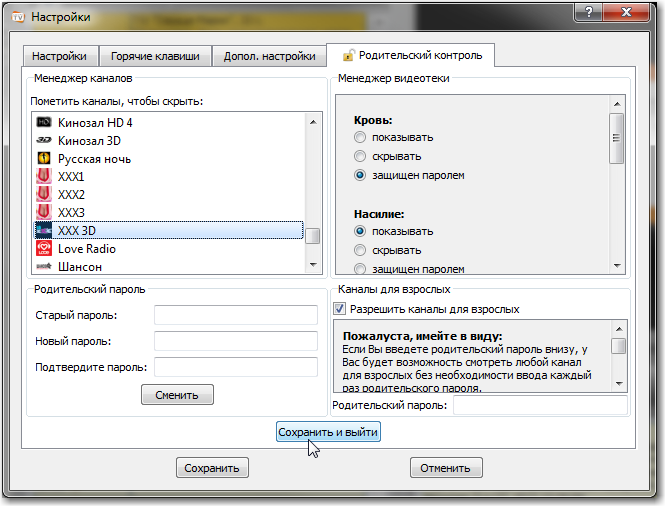 Настройки
Настройки
Горячие клавиши
Допол. настройки
Родительский контроль
Менеджер каналов
Пометить каналы, чтобы скрыть:
Кинозал HD 4
Кинозал 3D
Русская ночь
XXX1
XXX2
XXX3
XXX 3D
Love Radio
Шансон
Менеджер видеотеки
Кровь:
показывать
скрывать
защищен паролем
Насилие:
показывать
скрывать
защищен паролем
Родительский пароль
Старый пароль:
Новый пароль:
Подтвердите пароль:
Сменить
Каналы для взрослых
Разрешить каналы для взрослых
Пожалуста, имейте в виду:
Если Вы введете родительский пароль внизу, у
Вас будет возможность смотреть любой канал
для взрослых без необходимости ввода каждый
раз родительского пароля.
Родительский пароль:
Сохранить и выйти
Сохранить
Отменить